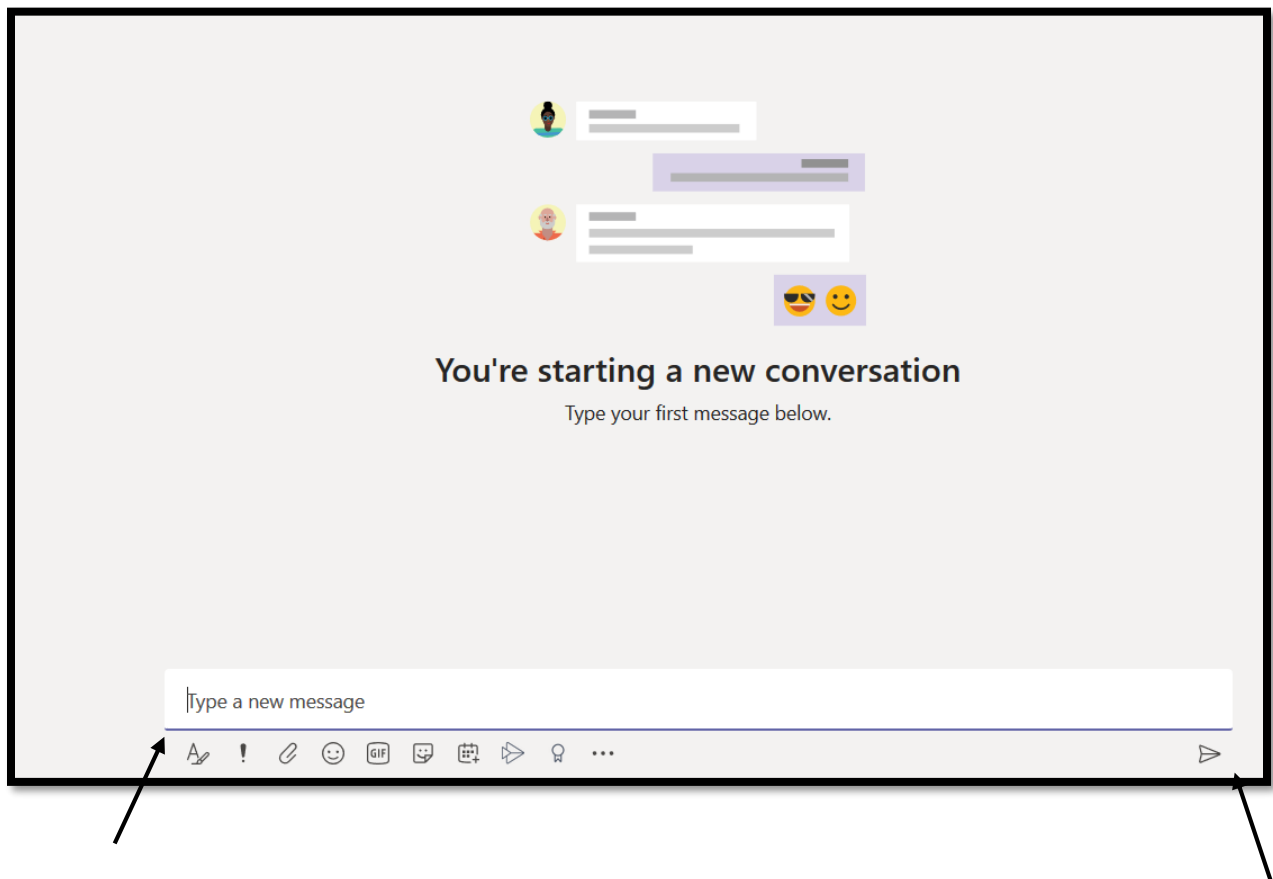 You're starting a new conversation
Type your first message below.
Type a new message
GIF